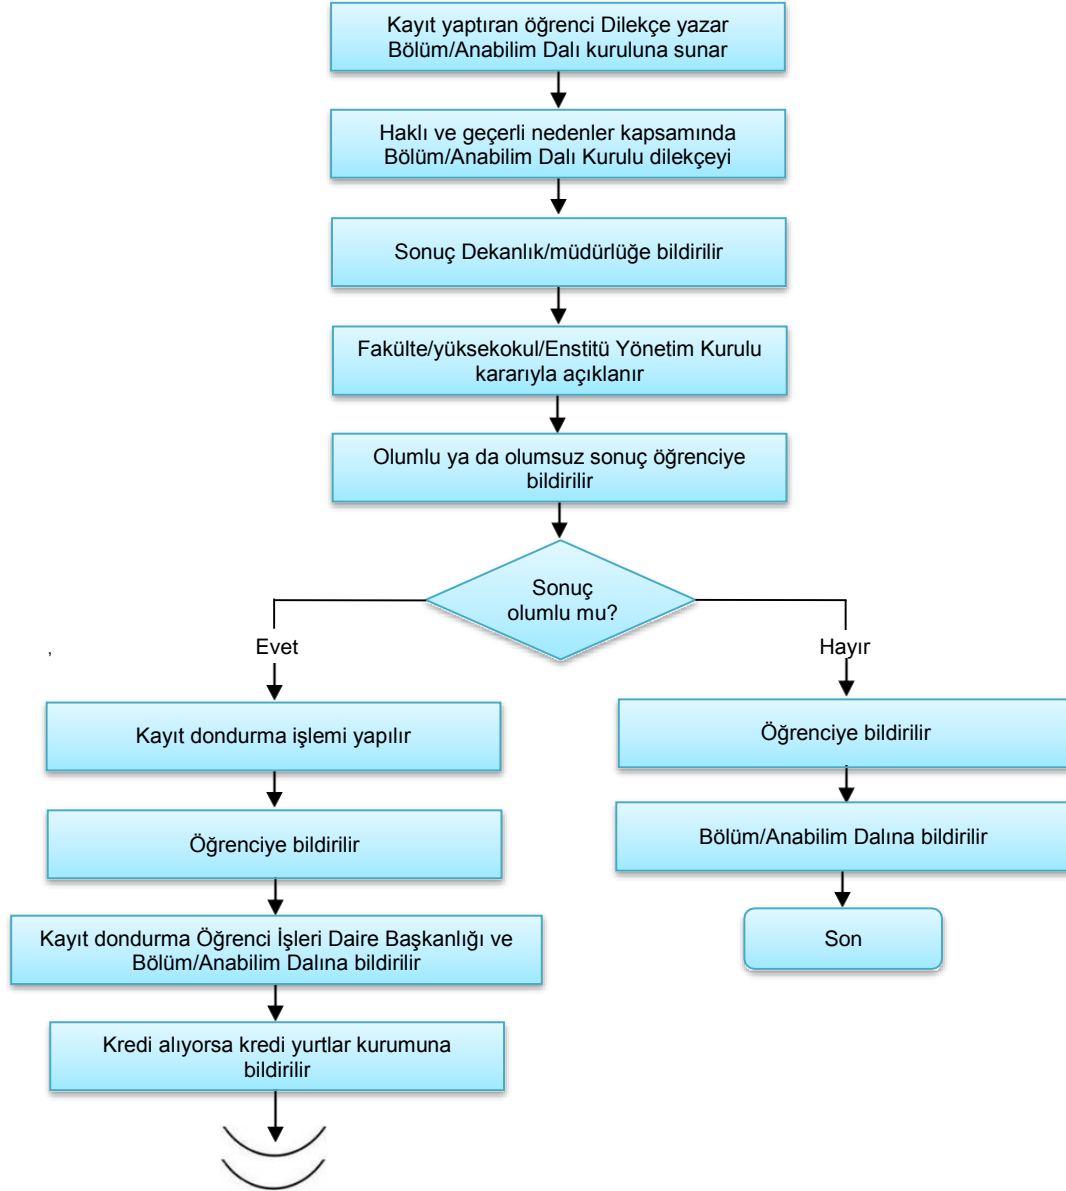 Kayıt yaptıran öğrenci Dilekçe yazar
Bölüm/Anabilim Dalı kuruluna sunar
Haklı ve geçerli nedenler kapsamında
Bölüm/Anabilim Dalı Kurulu dilekçeyi
Sonuç Dekanlık/müdürlüğe bildirilir
Fakülte/yüksekokul/Enstitü Yönetim Kurulu
kararıyla açıklanır
Olumlu ya da olumsuz sonuç öğrenciye
bildirilir
Sonuç
olumlu mu?
,
Evet
Kayıt dondurma işlemi yapılır
Öğrenciye bildirilir
Kayıt dondurma Öğrenci İşleri Daire Başkanlığı ve
Bölüm/Anabilim Dalına bildirilir
Kredi alıyorsa kredi yurtlar kurumuna
bildirilir
Hayır
Öğrenciye bildirilir
Bölüm/Anabilim Dalına bildirilir
Son